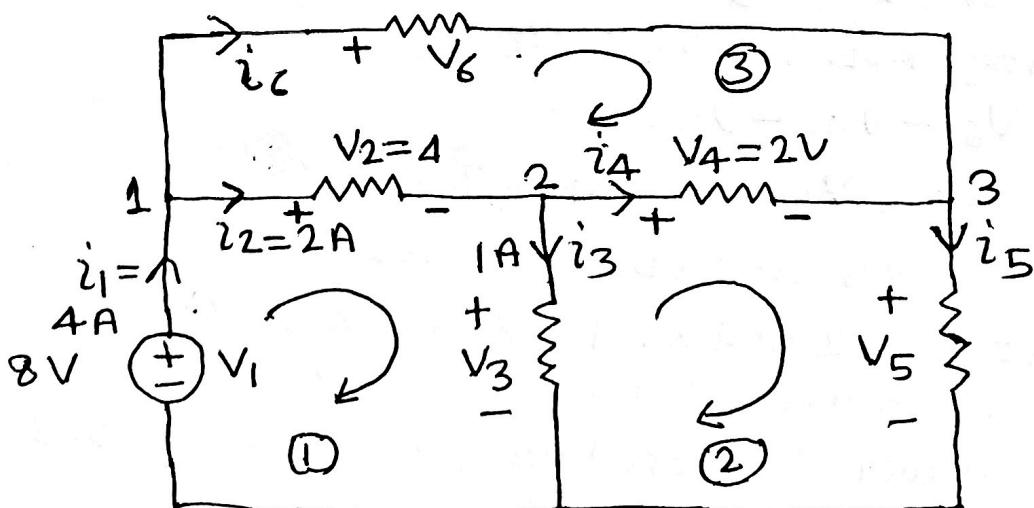 i6
+ V6
③
V2=4
i4
V4=2V
1
2
3
+ -
+ -
i2=2A
1A i3
i5
i1=
4A
8V
+
-
V1
+
V3
-
+
V5
-
①
②